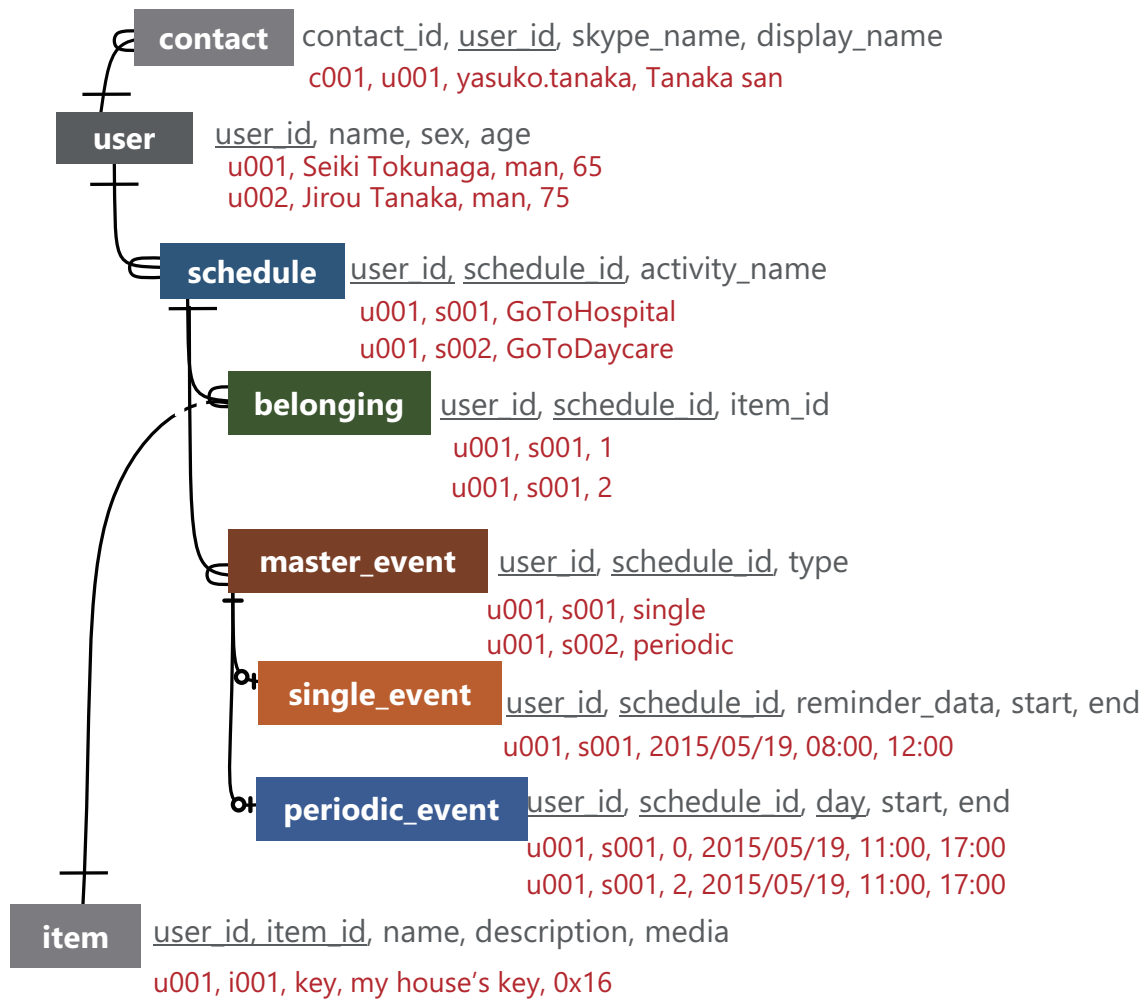 contact
contact_id, user_id, skype_name, display_name
c001, u001, yasuko.tanaka, Tanaka san
user
user_id, name, sex, age
u001, Seiki Tokunaga, man, 65
u002, Jirou Tanaka, man, 75
schedule
user_id, schedule_id, activity_name
u001, s001, GoToHospital
u001, s002, GoToDaycare
belonging
user_id, schedule_id, item_id
u001, s001, 1
u001, s001, 2
master_event
user_id, schedule_id, type
u001, s001, single
u001, s002, periodic
single_event
user_id, schedule_id, reminder_data, start, end
u001, s001, 2015/05/19, 08:00, 12:00
periodic_event
user_id, schedule_id, day, start, end
u001, s001, 0, 2015/05/19, 11:00, 17:00
u001, s001, 2, 2015/05/19, 11:00, 17:00
item
user_id, item_id, name, description, media
u001, i001, key, my house’s key, 0x16